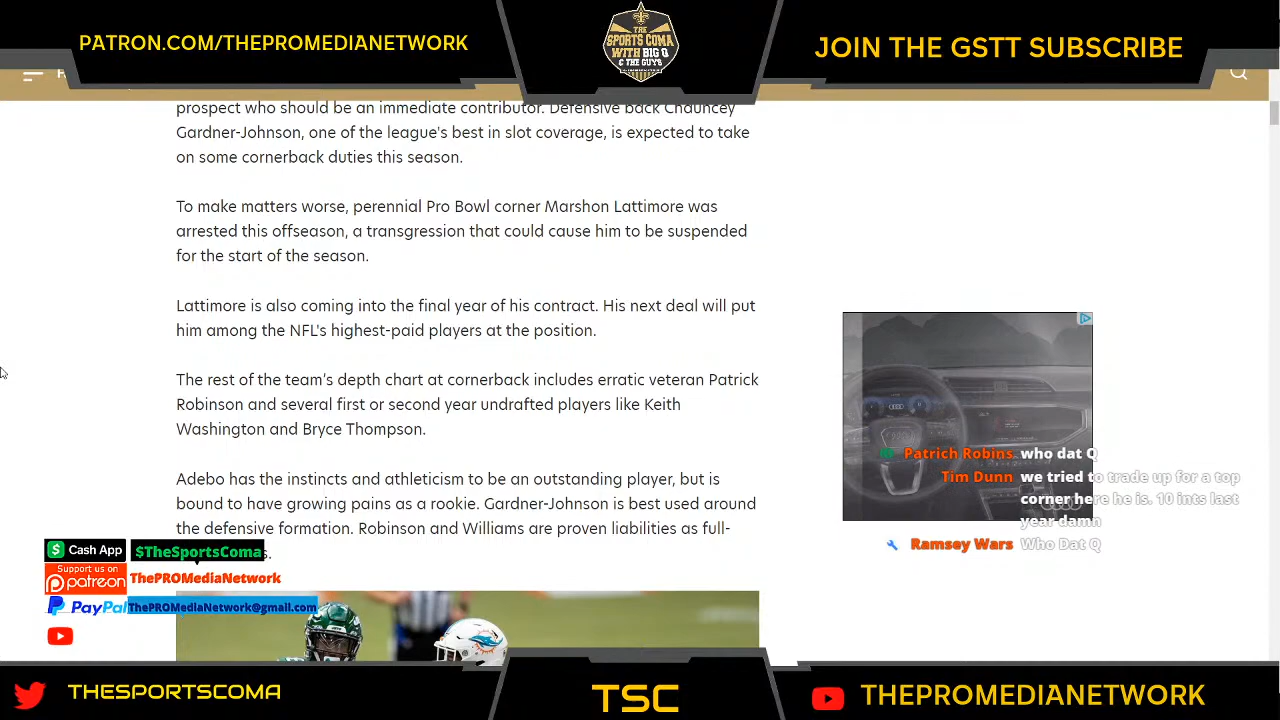 PATRON.COM/THEPROMEDIANETWORK
THE
SPORTS COMA
WITH BIG Q
& THE GUYS
JOIN THE GSTT SUBSCRIBE
prospect who should be an immediate contributor. Defensive back Chauncey
Gardner-Johnson, one of the league's best in slot coverage, is expected to take
on some cornerback duties this season.
To make matters worse, perennial Pro Bowl corner Marshon Lattimore was
arrested this offseason, a transgression that could cause him to be suspended
for the start of the season.
Lattimore is also coming into the final year of his contract. His next deal will put
him among the NFL's highest-paid players at the position.
The rest of the team’s depth chart at cornerback includes erratic veteran Patrick
Robinson and several first or second year undrafted players like Keith
Washington and Bryce Thompson.
Adebo has the instincts and athleticism to be an outstanding player, but is
bound to have growing pains as a rookie. Gardner-Johnson is best used around
the defensive formation. Robinson and Williams are proven liabilities as full-
Patrich Robins who dat Q
Tim Dunn we tried to trade up for a top
corner here he is. 10 ints last
year damn
Ramsey Wars Who Dat Q
Cash App $TheSportsComa
Support us on
patreon ThePROMediaNetwork
PayPal ThePROMediaNetwork@gmail.com
THESPORTSCOMA
TSC
THEPROMEDIANETWORK